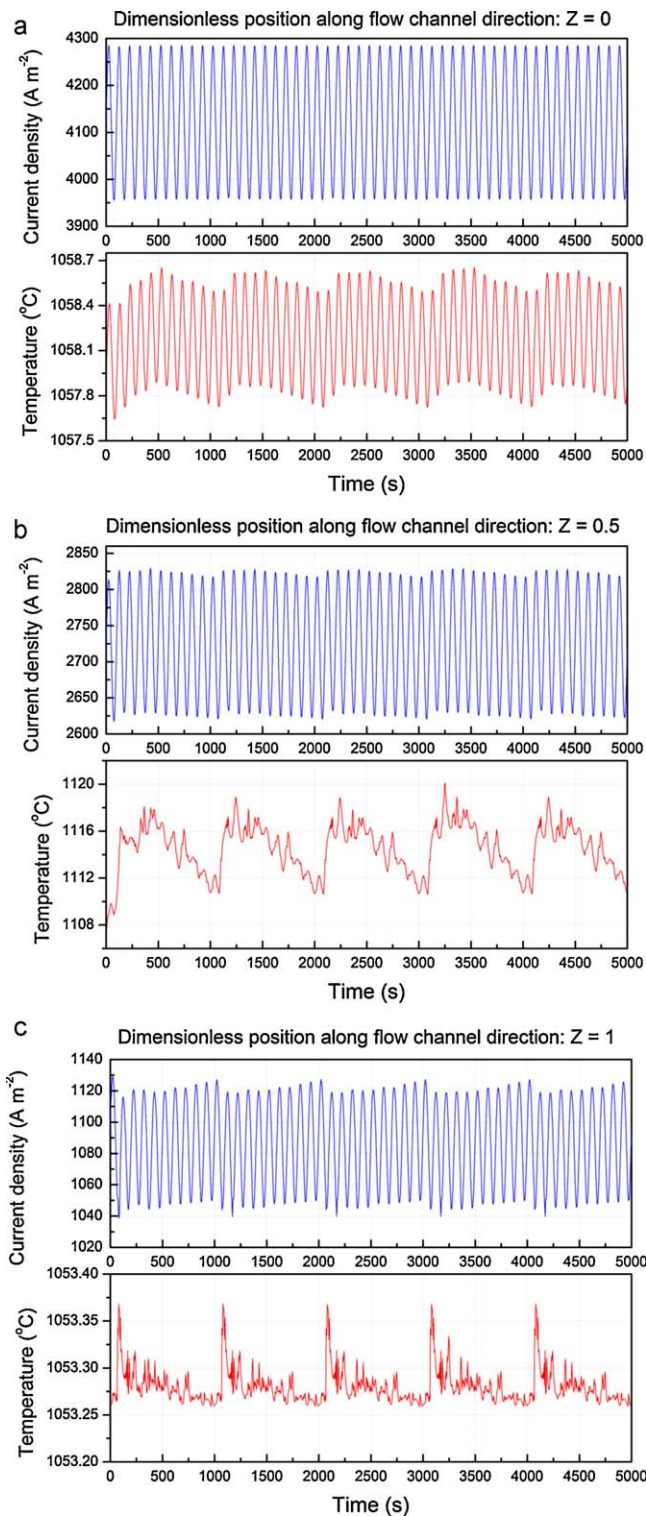 a
Dimensionless position along flow channel direction: Z = 0
Current density (A m⁻²)
4300
4200
4100
4000
3900
0 500 1000 1500 2000 2500 3000 3500 4000 4500 5000
Temperature (°C)
1058.7
1058.4
1058.1
1057.8
1057.5
0 500 1000 1500 2000 2500 3000 3500 4000 4500 5000
Time (s)
b
Dimensionless position along flow channel direction: Z = 0.5
Current density (A m⁻²)
2850
2800
2750
2700
2650
2600
0 500 1000 1500 2000 2500 3000 3500 4000 4500 5000
Temperature (°C)
1120
1116
1112
1108
0 500 1000 1500 2000 2500 3000 3500 4000 4500 5000
Time (s)
c
Dimensionless position along flow channel direction: Z = 1
Current density (A m⁻²)
1140
1120
1100
1080
1060
1040
1020
0 500 1000 1500 2000 2500 3000 3500 4000 4500 5000
Temperature (°C)
1053.40
1053.35
1053.30
1053.26
1053.20
0 500 1000 1500 2000 2500 3000 3500 4000 4500 5000
Time (s)